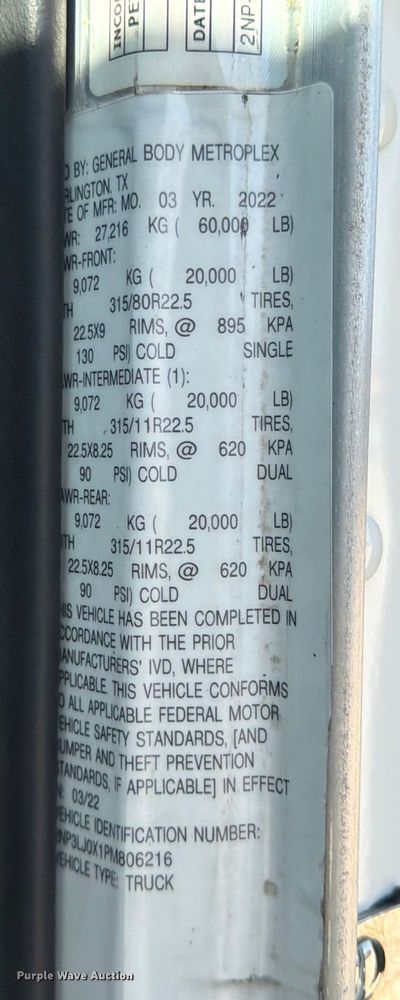 INCO
PE
DATE
2NP
D BY: GENERAL BODY METROPLEX
RLINGTON, TX
TE OF MFR: MO. 03 YR. 2022
WR: 27,216 KG ( 60,000 LB)
WR-FRONT:
9,072 KG ( 20,000 LB)
TH 315/80R22.5 TIRES,
22.5X9 RIMS, @ 895 KPA
130 PSI) COLD SINGLE
AWR-INTERMEDIATE (1):
9,072 KG ( 20,000 LB)
TH 315/11R22.5 TIRES,
22.5X8.25 RIMS, @ 620 KPA
90 PSI) COLD DUAL
AWR-REAR:
9,072 KG ( 20,000 LB)
TH 315/11R22.5 TIRES,
22.5X8.25 RIMS, @ 620 KPA
90 PSI) COLD DUAL
HIS VEHICLE HAS BEEN COMPLETED IN
CCORDANCE WITH THE PRIOR
ANUFACTURERS' IVD, WHERE
PPLICABLE. THIS VEHICLE CONFORMS
O ALL APPLICABLE FEDERAL MOTOR
EHICLE SAFETY STANDARDS, [AND
UMPER AND THEFT PREVENTION
TANDARDS, IF APPLICABLE] IN EFFECT
N: 03/22
EHICLE IDENTIFICATION NUMBER:
2NP3LJ0X1PM806216
VEHICLE TYPE: TRUCK
Purple Wave Auction